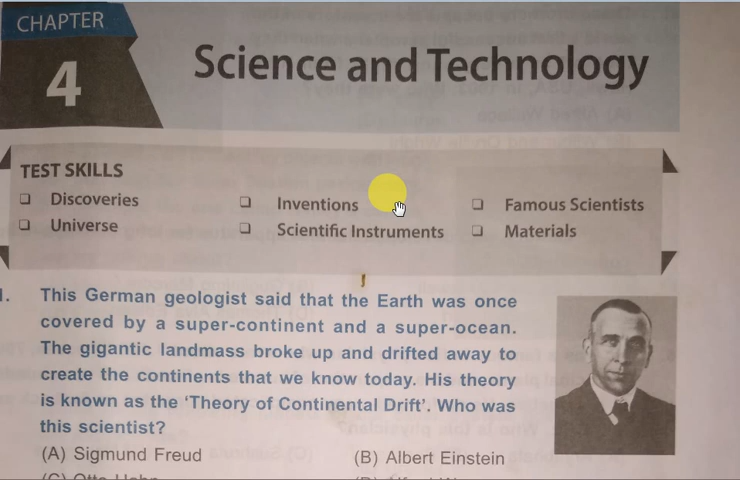 CHAPTER
4
Science and Technology
TEST SKILLS
Discoveries
Inventions
Famous Scientists
Universe
Scientific Instruments
Materials
1. This German geologist said that the Earth was once
covered by a super-continent and a super-ocean.
The gigantic landmass broke up and drifted away to
create the continents that we know today. His theory
is known as the ‘Theory of Continental Drift’. Who was
this scientist?
(A) Sigmund Freud
(B) Albert Einstein